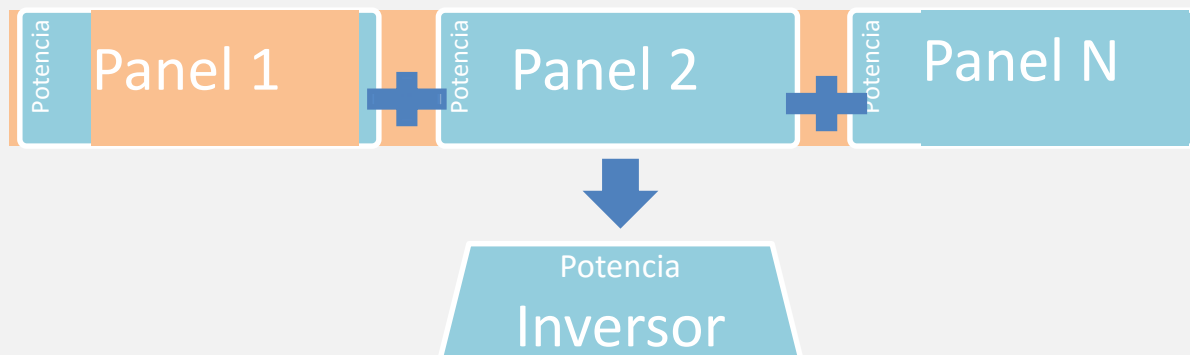 Potencia
Panel 1
Potencia
Panel 2
Potencia
Panel N
Potencia
Inversor